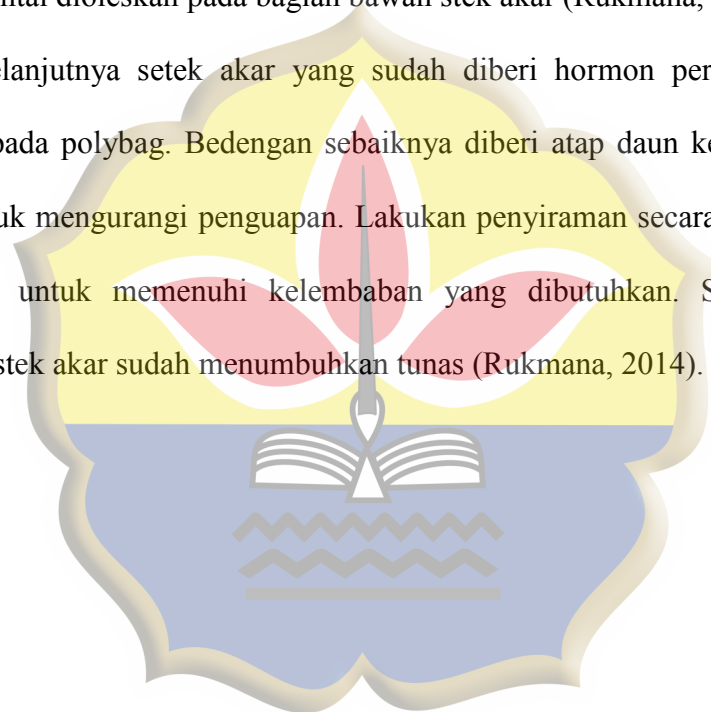 dioleskan pada bagian bawah stek akar (Rukmana,
elanjutnya setek akar yang sudah diberi hormon per
pada polybag. Bedengan sebaiknya diberi atap daun ke
uk mengurangi penguapan. Lakukan penyiraman secara
untuk memenuhi kelembaban yang dibutuhkan. S
stek akar sudah menumbuhkan tunas (Rukmana, 2014).